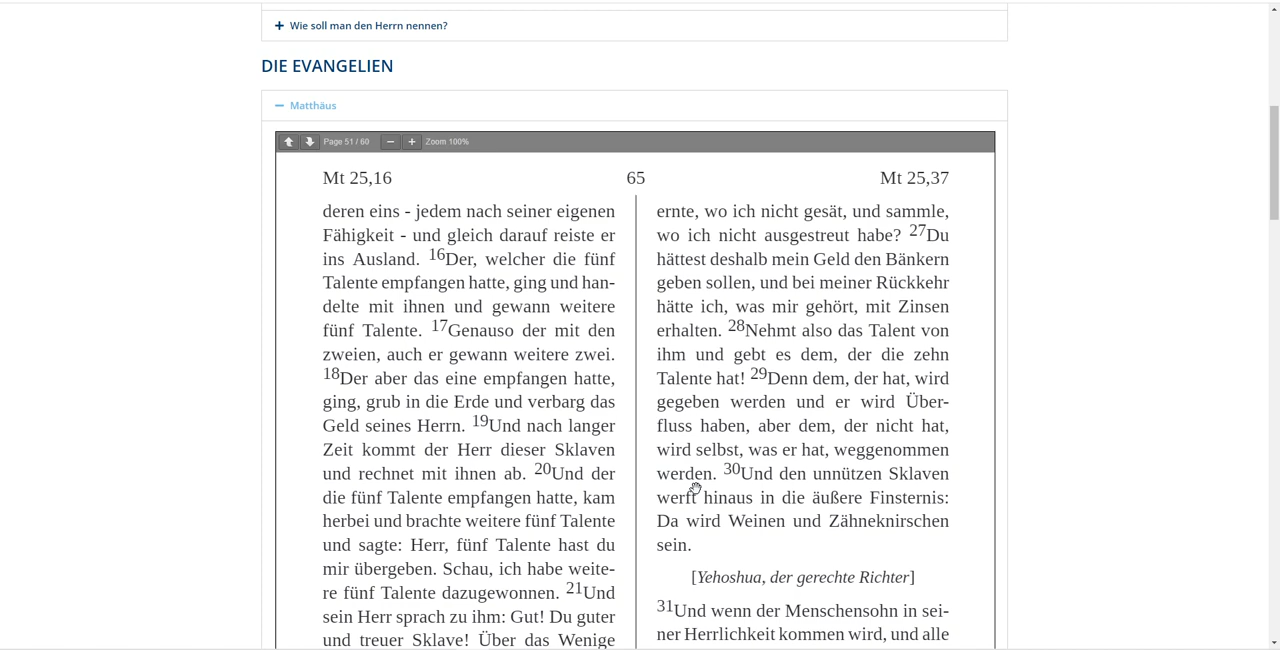 Wie soll man den Herrn nennen?
DIE EVANGELIEN
Matthäus
Page 51 / 60
Zoom 100%
Mt 25,16
65
Mt 25,37
deren eins - jedem nach seiner eigenen
Fähigkeit - und gleich darauf reiste er
ins Ausland. 16Der, welcher die fünf
Talente empfangen hatte, ging und han-
delte mit ihnen und gewann weitere
fünf Talente. 17Genauso der mit den
zweien, auch er gewann weitere zwei.
18Der aber das eine empfangen hatte,
ging, grub in die Erde und verbarg das
Geld seines Herrn. 19Und nach langer
Zeit kommt der Herr dieser Sklaven
und rechnet mit ihnen ab. 20Und der
die fünf Talente empfangen hatte, kam
herbei und brachte weitere fünf Talente
und sagte: Herr, fünf Talente hast du
mir übergeben. Schau, ich habe weite-
re fünf Talente dazugewonnen. 21Und
sein Herr sprach zu ihm: Gut! Du guter
und treuer Sklave! Über das Wenige
ernte, wo ich nicht gesät, und sammle,
wo ich nicht ausgestreut habe? 27Du
hättest deshalb mein Geld den Bänkern
geben sollen, und bei meiner Rückkehr
hätte ich, was mir gehört, mit Zinsen
erhalten. 28Nehmt also das Talent von
ihm und gebt es dem, der die zehn
Talente hat! 29Denn dem, der hat, wird
gegeben werden und er wird Über-
fluss haben, aber dem, der nicht hat,
wird selbst, was er hat, weggenommen
werden. 30Und den unnützen Sklaven
werft hinaus in die äußere Finsternis:
Da wird Weinen und Zähneknirschen
sein.
[Yehoshua, der gerechte Richter]
31Und wenn der Menschensohn in sei-
ner Herrlichkeit kommen wird, und alle